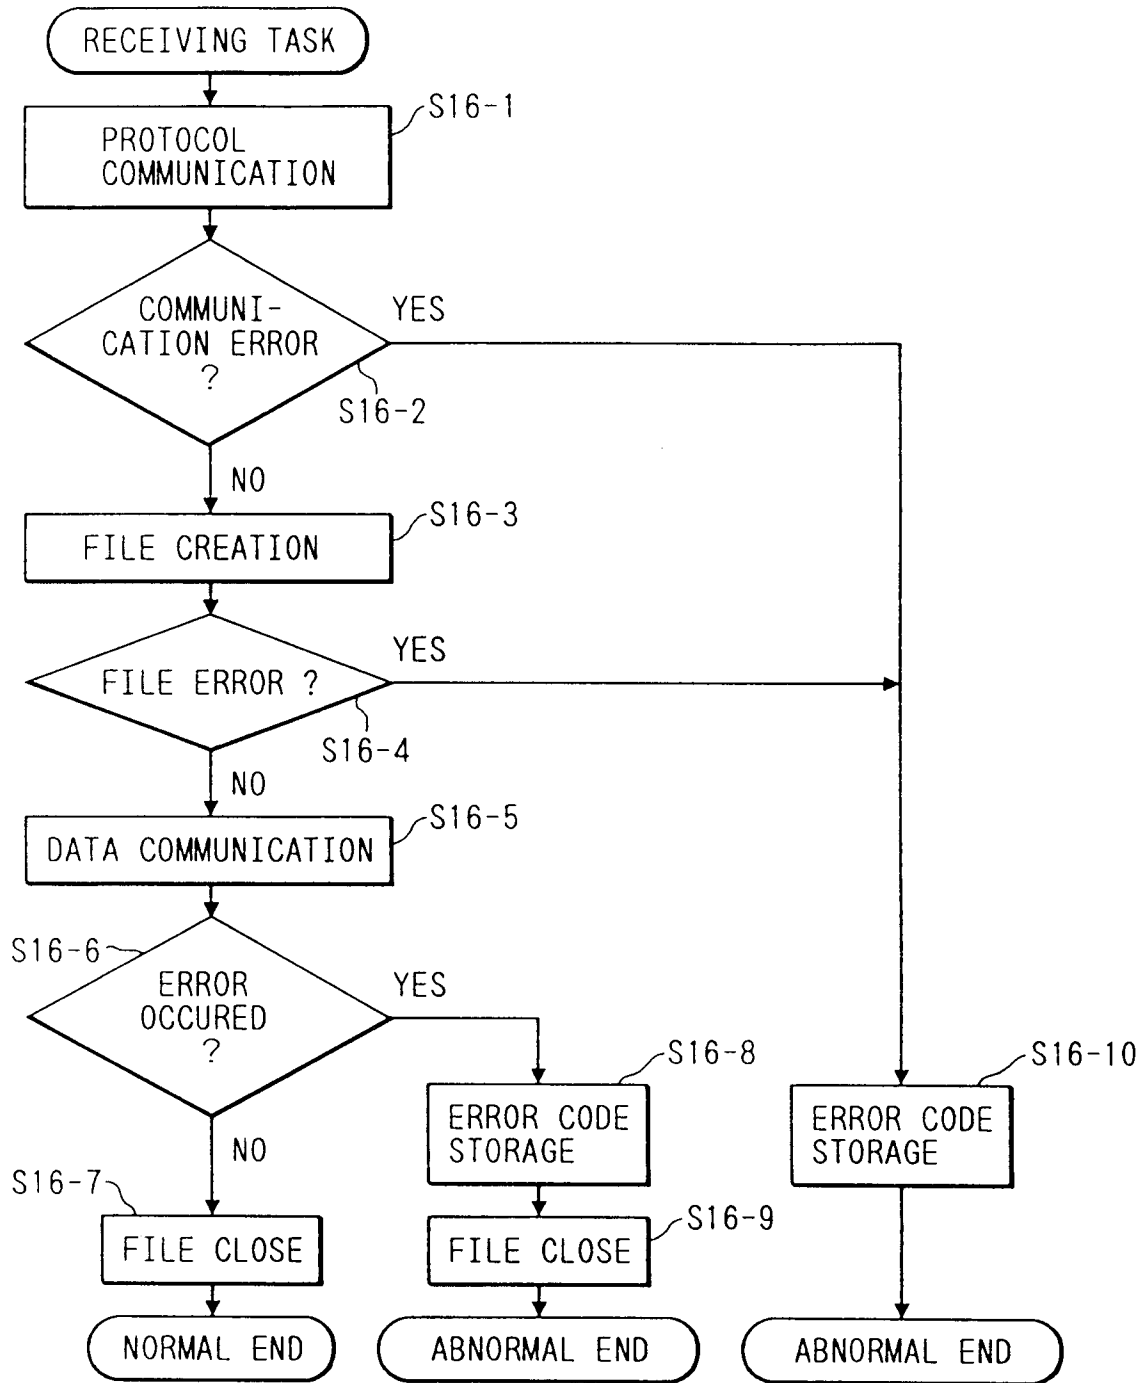 RECEIVING TASK
S16-1
PROTOCOL
COMMUNICATION
COMMUNI-
CATION ERROR
?
YES
S16-2
NO
S16-3
FILE CREATION
YES
FILE ERROR ?
S16-4
NO
S16-5
DATA COMMUNICATION
S16-6
ERROR
OCCURED
?
YES
S16-8
ERROR CODE
STORAGE
S16-10
ERROR CODE
STORAGE
NO
S16-7
FILE CLOSE
S16-9
FILE CLOSE
NORMAL END
ABNORMAL END
ABNORMAL END